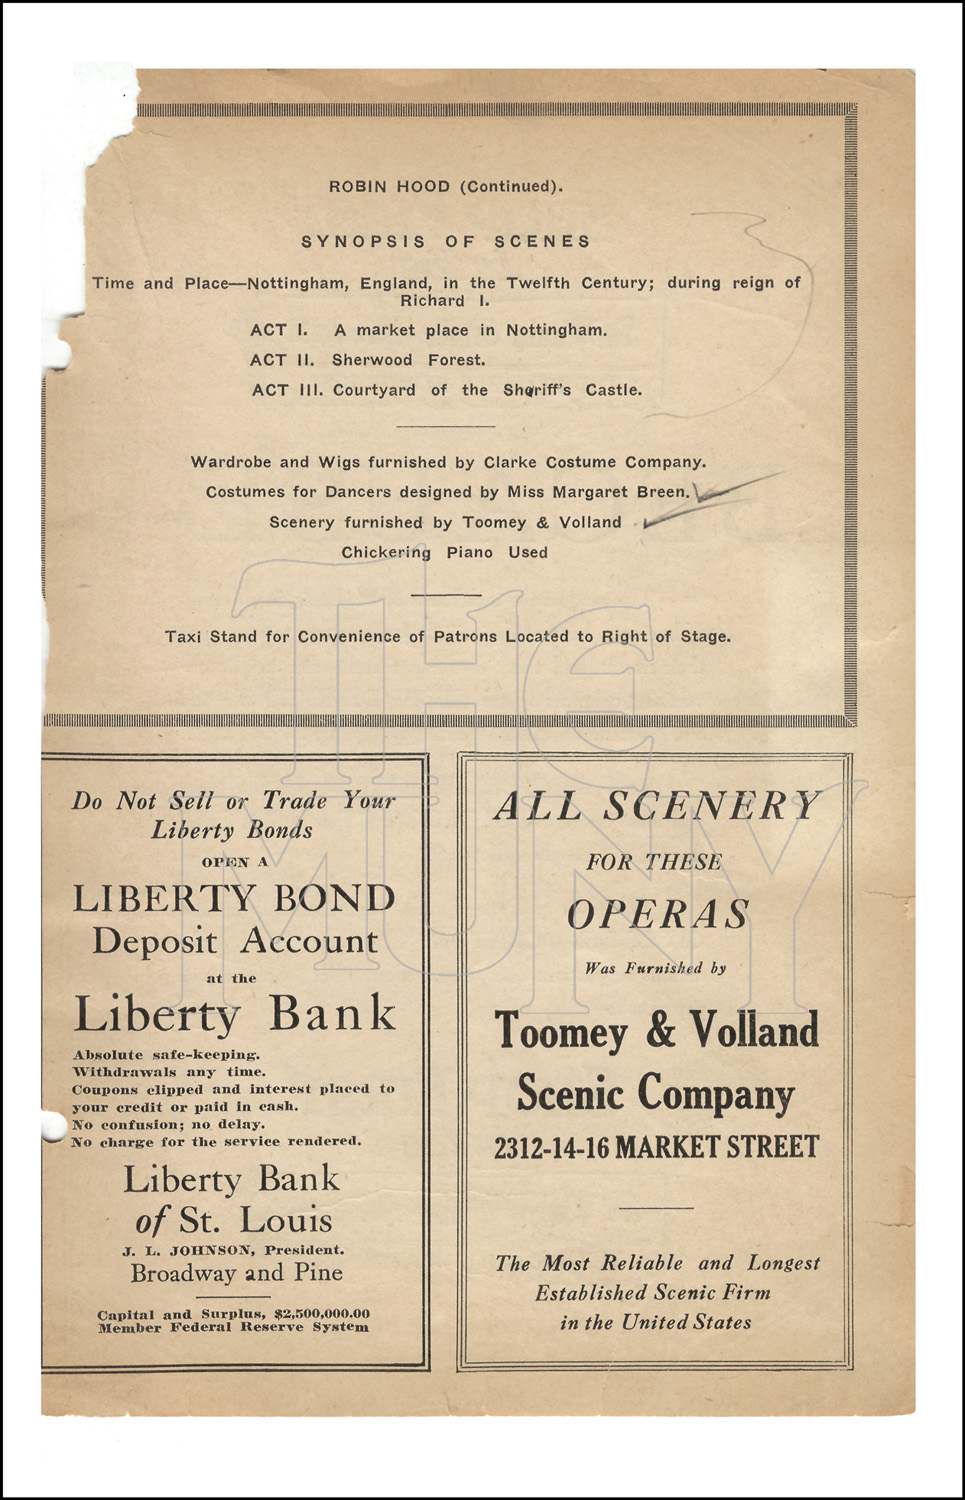 ROBIN HOOD (Continued).
SYNOPSIS OF SCENES
Time and Place—Nottingham, England, in the Twelfth Century; during reign of
Richard I.
ACT I. A market place in Nottingham.
ACT II. Sherwood Forest.
ACT III. Courtyard of the Sheriff's Castle.
Wardrobe and Wigs furnished by Clarke Costume Company.
Costumes for Dancers designed by Miss Margaret Breen.
Scenery furnished by Toomey & Volland
Chickering Piano Used
Taxi Stand for Convenience of Patrons Located to Right of Stage.
THE
MUNY
Do Not Sell or Trade Your
Liberty Bonds
OPEN A
LIBERTY BOND
Deposit Account
at the
Liberty Bank
Absolute safe-keeping.
Withdrawals any time.
Coupons clipped and interest placed to
your credit or paid in cash.
No confusion; no delay.
No charge for the service rendered.
Liberty Bank
of St. Louis
J. L. JOHNSON, President.
Broadway and Pine
Capital and Surplus, $2,500,000.00
Member Federal Reserve System
ALL SCENERY
FOR THESE
OPERAS
Was Furnished by
Toomey & Volland
Scenic Company
2312-14-16 MARKET STREET
The Most Reliable and Longest
Established Scenic Firm
in the United States